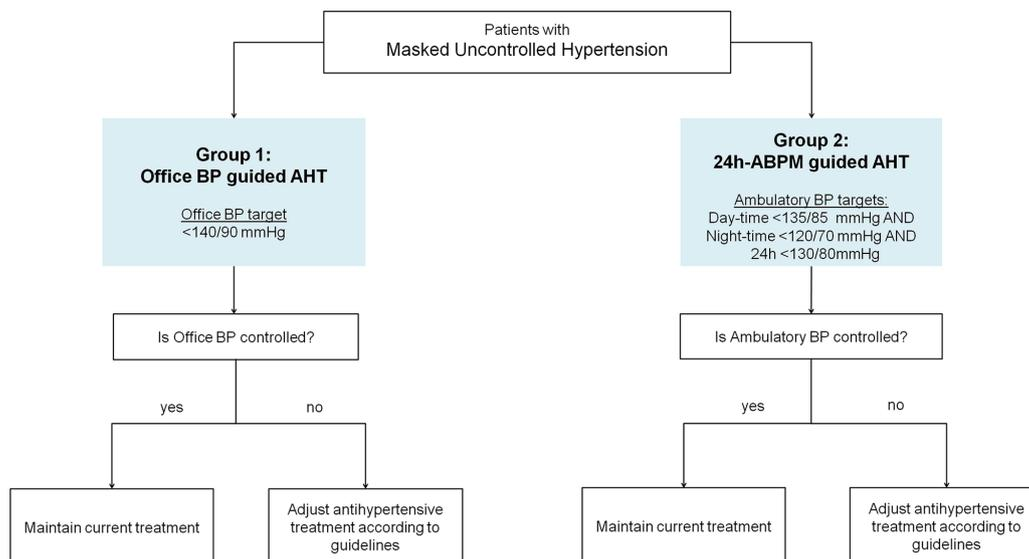 Patients with
Masked Uncontrolled Hypertension
Group 1:
Office BP guided AHT
Office BP target
<140/90 mmHg
Group 2:
24h-ABPM guided AHT
Ambulatory BP targets:
Day-time <135/85 mmHg AND
Night-time <120/70 mmHg AND
24h <130/80mmHg
Is Office BP controlled?
Is Ambulatory BP controlled?
yes
no
yes
no
Maintain current treatment
Adjust antihypertensive
treatment according to
guidelines
Maintain current treatment
Adjust antihypertensive
treatment according to
guidelines